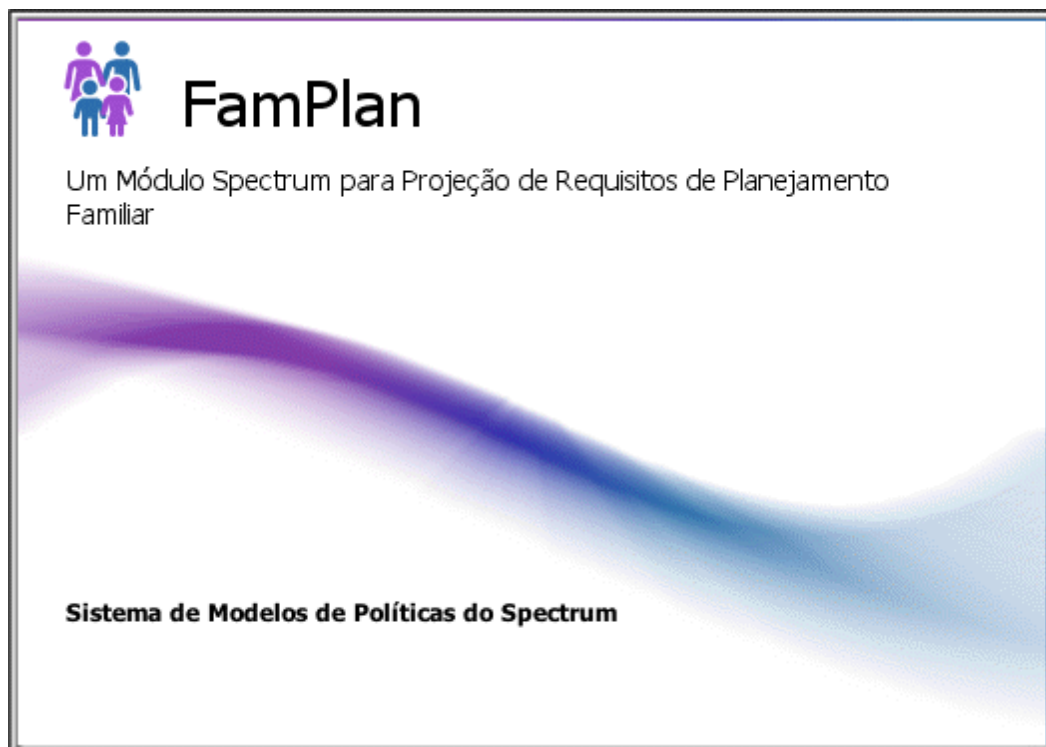 FamPlan
Um Módulo Spectrum para Projeção de Requisitos de Planejamento
Familiar
Sistema de Modelos de Políticas do Spectrum